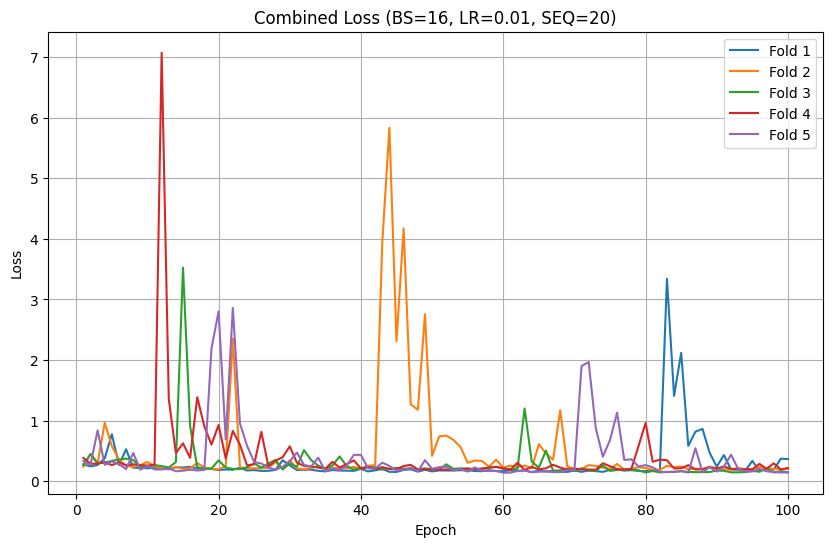 Combined Loss (BS=16, LR=0.01, SEQ=20)
Fold 1
Fold 2
Fold 3
Fold 4
Fold 5
7
6
5
4
3
2
1
0
Loss
0 20 40 60 80 100
Epoch